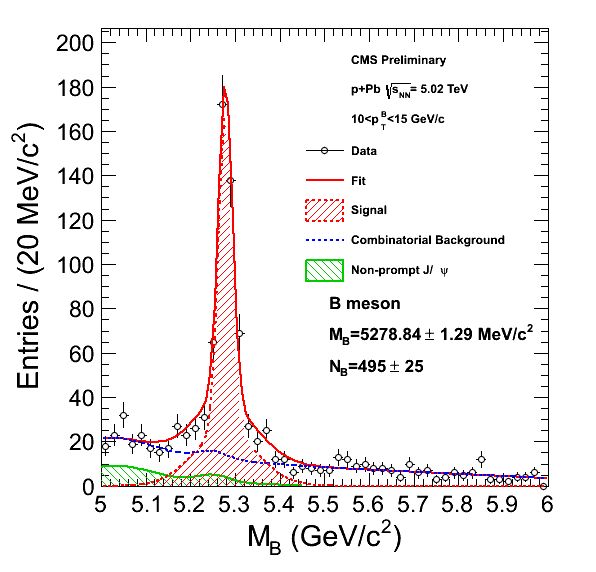 CMS Preliminary
p+Pb √s_NN = 5.02 TeV
10<p_T^B<15 GeV/c
Data
Fit
Signal
Combinatorial Background
Non-prompt J/ ψ
B meson
M_B=5278.84 ± 1.29 MeV/c²
N_B=495 ± 25
Entries / (20 MeV/c²)
200
180
160
140
120
100
80
60
40
20
0
5 5.1 5.2 5.3 5.4 5.5 5.6 5.7 5.8 5.9 6
M_B (GeV/c²)